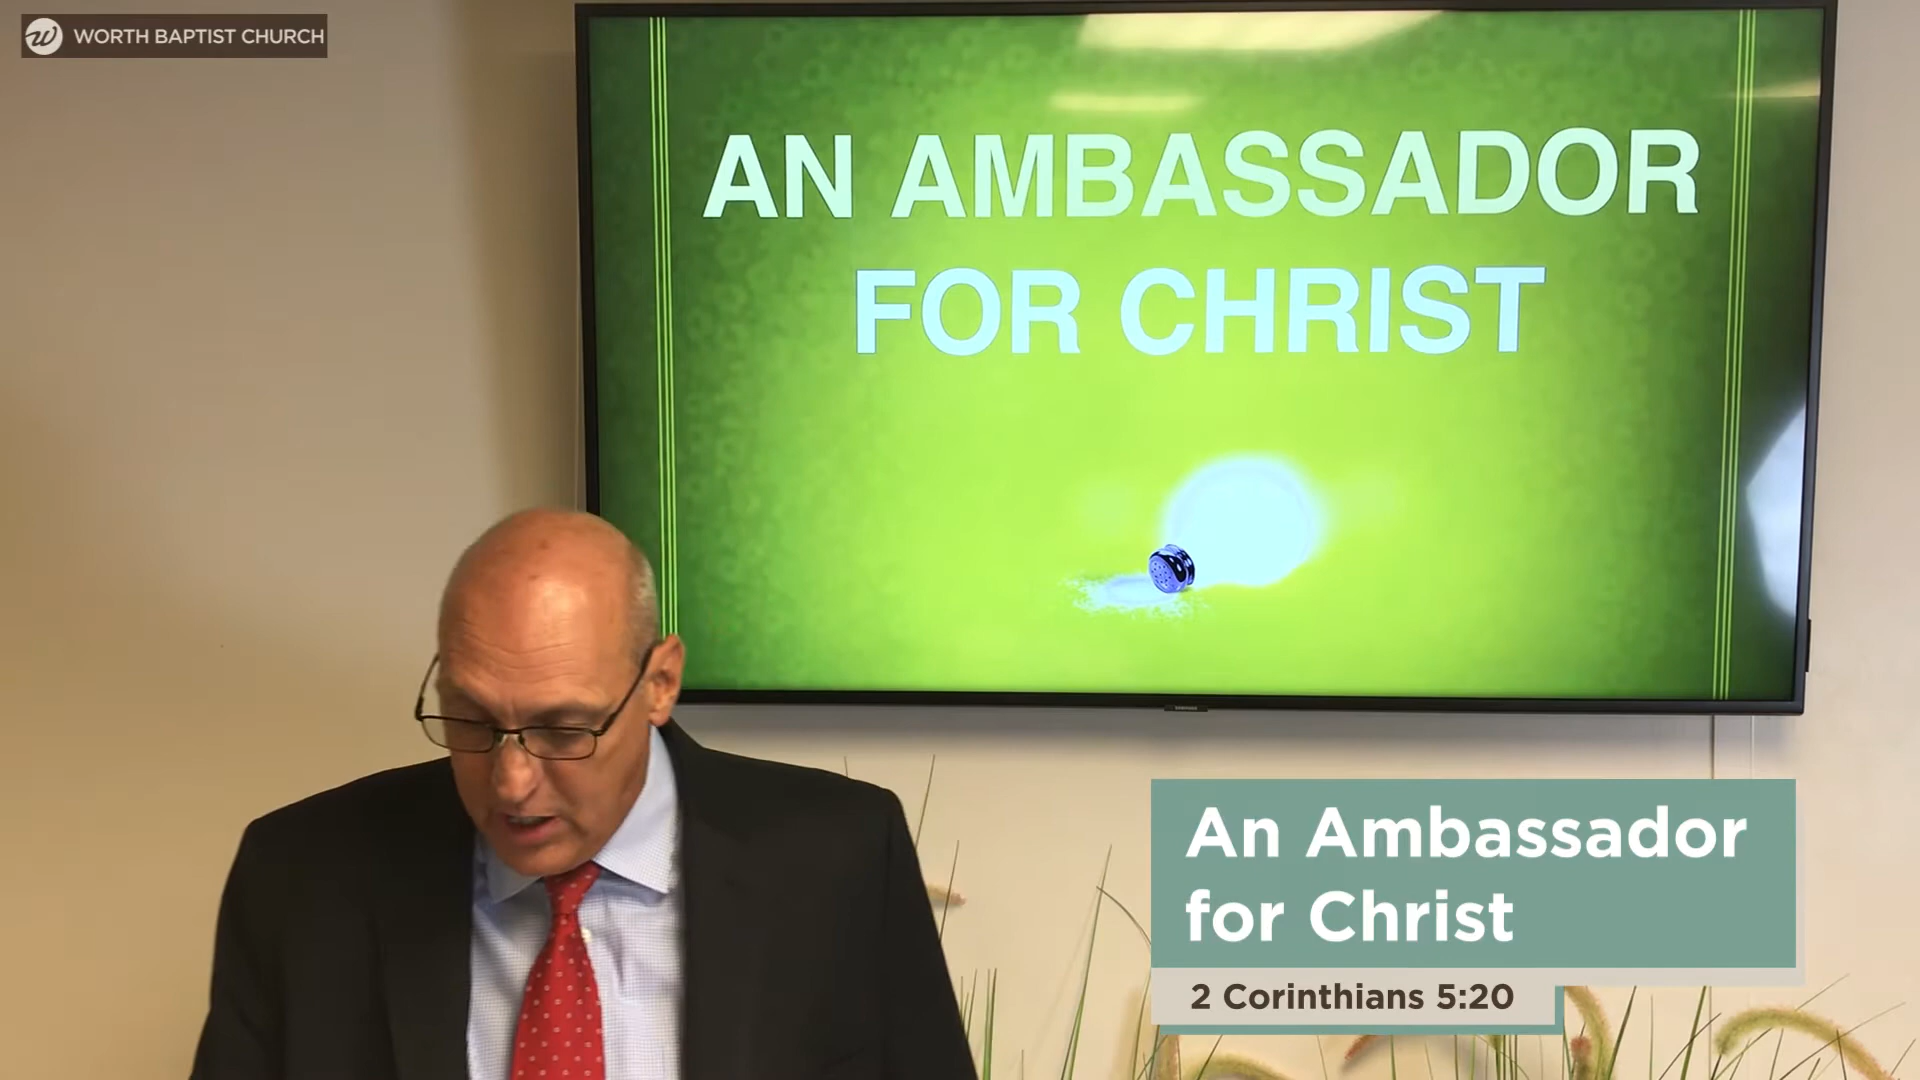 WORTH BAPTIST CHURCH
AN AMBASSADOR
FOR CHRIST
An Ambassador
for Christ
2 Corinthians 5:20